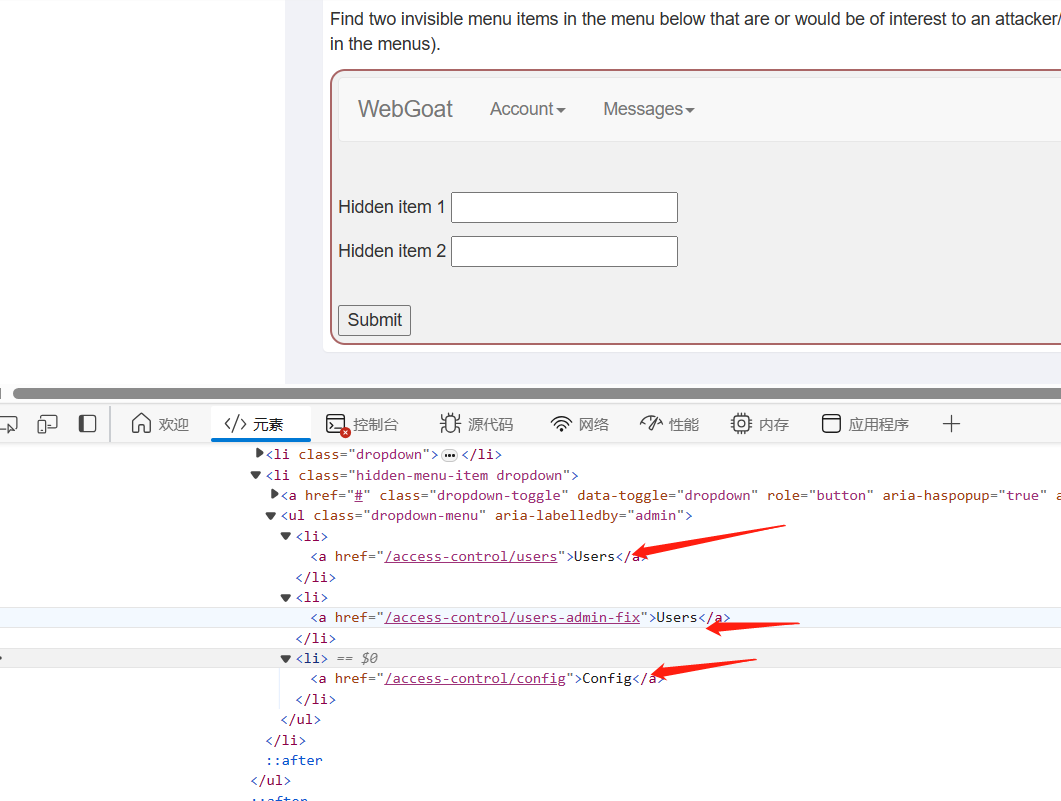 Find two invisible menu items in the menu below that are or would be of interest to an attacker/
in the menus).
WebGoat Account Messages
Hidden item 1
Hidden item 2
Submit
欢迎 </> 元素 控制台 源代码 网络 性能 内存 应用程序
<li class="dropdown">…</li>
<li class="hidden-menu-item dropdown">
<a href="#" class="dropdown-toggle" data-toggle="dropdown" role="button" aria-haspopup="true" a
<ul class="dropdown-menu" aria-labelledby="admin">
<li>
<a href="/access-control/users">Users</a>
</li>
<li>
<a href="/access-control/users-admin-fix">Users</a>
</li>
<li> == $0
<a href="/access-control/config">Config</a>
</li>
</ul>
</li>
::after
</ul>
::after